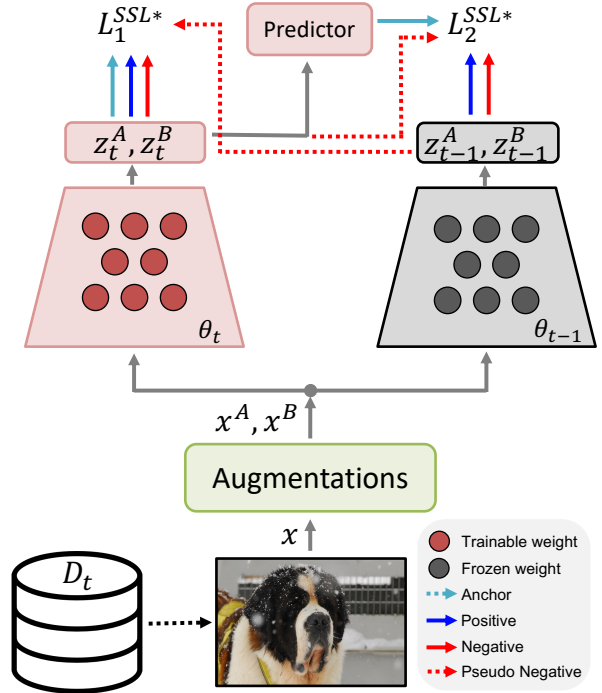 L_1^{SSL*}
Predictor
L_2^{SSL*}
z_t^A, z_t^B
z_{t-1}^A, z_{t-1}^B
θ_t
θ_{t-1}
x^A, x^B
Augmentations
x
D_t
Trainable weight
Frozen weight
Anchor
Positive
Negative
Pseudo Negative